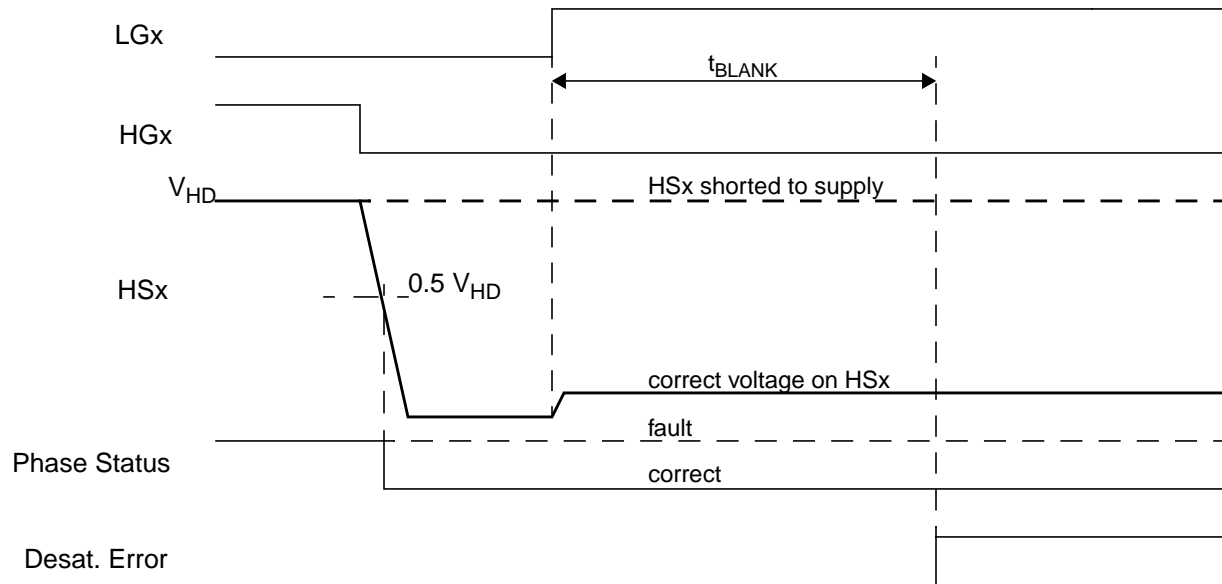 LGx
tBLANK
HGx
VHD
HSx shorted to supply
HSx
0.5 VHD
correct voltage on HSx
fault
Phase Status
correct
Desat. Error